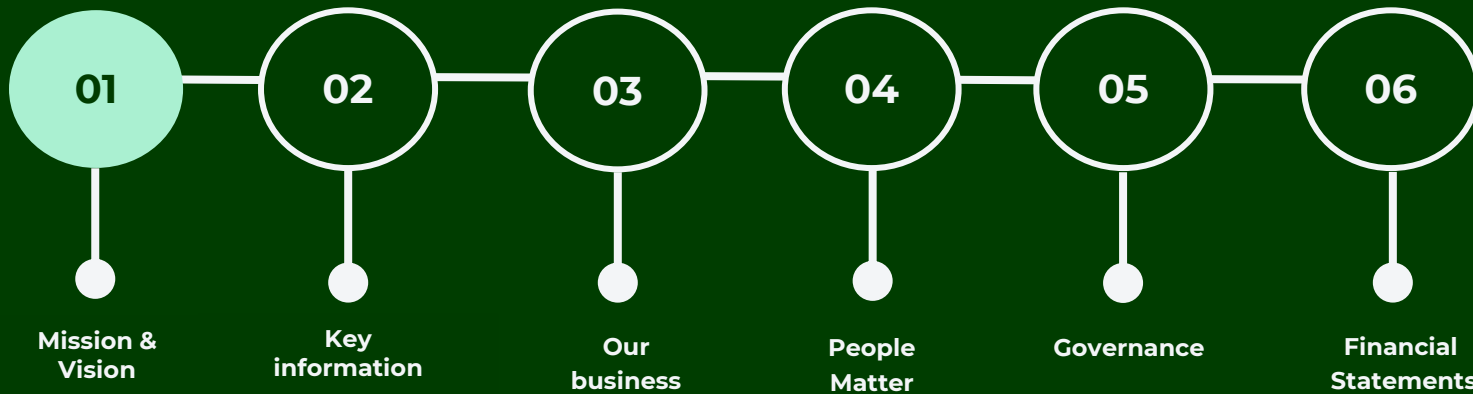 01 02 03 04 05 06
Mission &
Vision
Key
information
Our
business
People
Matter
Governance
Financial
Statements